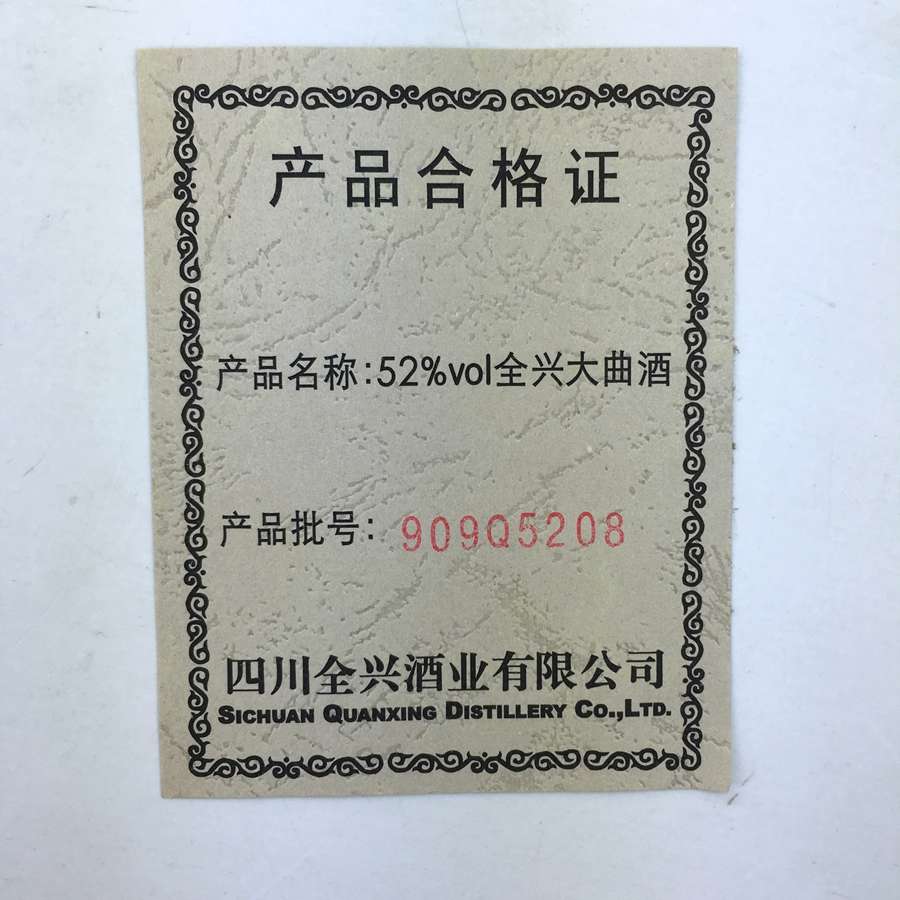 产品合格证
产品名称:52%vol全兴大曲酒
产品批号: 909Q5208
四川全兴酒业有限公司
SICHUAN QUANXING DISTILLERY CO.,LTD.